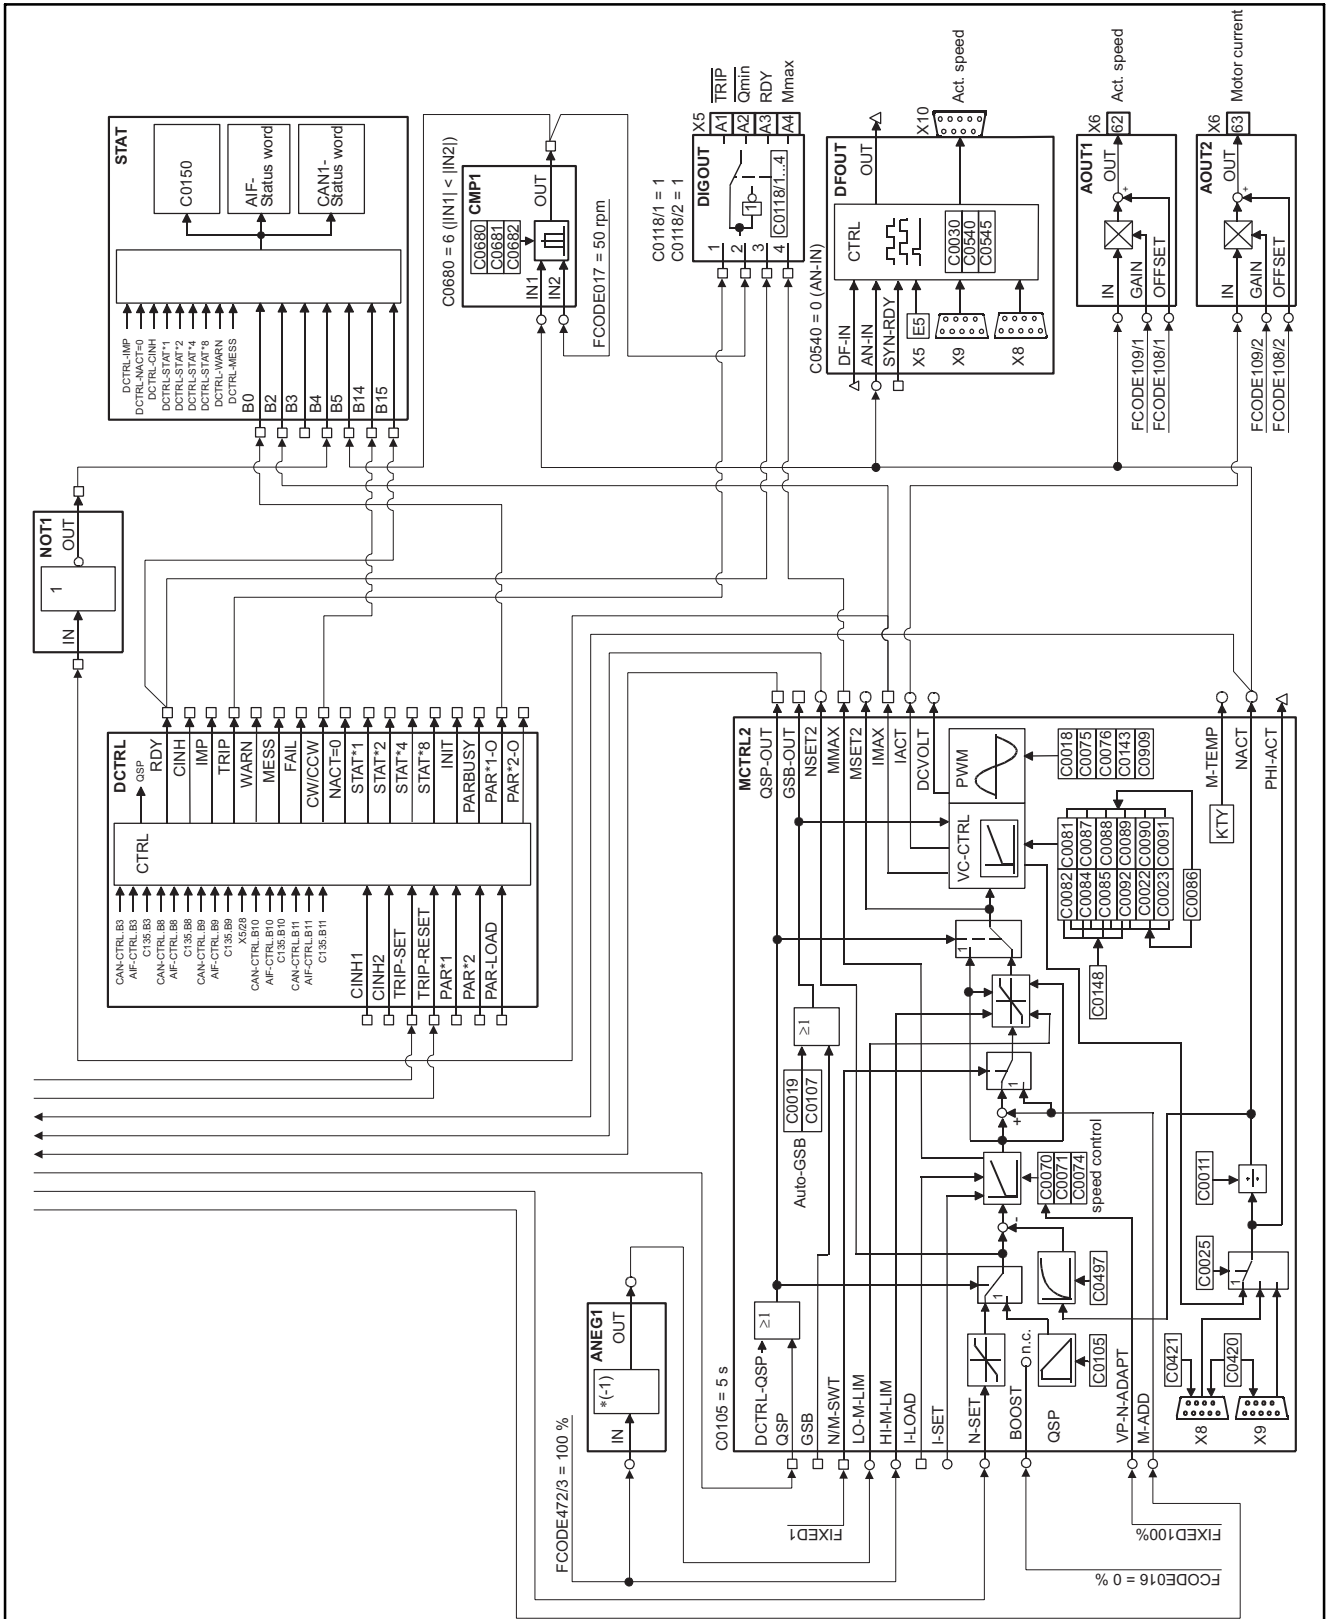 STAT
C0150
AIF-
Status word
CAN1-
Status word
DCTRL-IMP
DCTRL-NACT=0
DCTRL-CINH
DCTRL-STAT*1
DCTRL-STAT*2
DCTRL-STAT*4
DCTRL-STAT*8
DCTRL-WARN
DCTRL-MESS
B0
B2
B3
B4
B5
B14
B15
C0680 = 6 (|IN1| < |IN2|)
CMP1
C0680
C0681
C0682
OUT
IN1
IN2
FCODE017 = 50 rpm
C0118/1 = 1
C0118/2 = 1
DIGOUT
X5
A1
A2
A3
A4
TRIP
Qmin
RDY
Mmax
1
C0118/1...4
1
2
3
4
C0540 = 0 (AN-IN)
DFOUT
OUT
X10
Act. speed
CTRL
C0030
C0540
C0545
DF-IN
AN-IN
SYN-RDY
X5
E5
X9
X8
AOUT1
X6
62
Act. speed
OUT
+
IN
GAIN
OFFSET
FCODE109/1
FCODE108/1
AOUT2
X6
63
Motor current
OUT
+
IN
GAIN
OFFSET
FCODE109/2
FCODE108/2
NOT1
OUT
1
IN
DCTRL
QSP
CTRL
RDY
CINH
IMP
TRIP
WARN
MESS
FAIL
CW/CCW
NACT=0
STAT*1
STAT*2
STAT*4
STAT*8
INIT
PARBUSY
PAR*1-O
PAR*2-O
CAN-CTRL.B3
AIF-CTRL.B3
C135.B3
CAN-CTRL.B8
AIF-CTRL.B8
C135.B8
CAN-CTRL.B9
AIF-CTRL.B9
C135.B9
X5/28
CAN-CTRL.B10
AIF-CTRL.B10
C135.B10
CAN-CTRL.B11
AIF-CTRL.B11
C135.B11
CINH1
CINH2
TRIP-SET
TRIP-RESET
PAR*1
PAR*2
PAR-LOAD
ANEG1
OUT
*(-1)
IN
FCODE472/3 = 100 %
MCTRL2
QSP-OUT
GSB-OUT
NSET2
MMAX
MSET2
IMAX
IACT
DCVOLT
M-TEMP
NACT
PHI-ACT
PWM
VC-CTRL
C0018
C0075
C0076
C0143
C0909
KTY
C0082
C0081
C0084
C0087
C0085
C0088
C0092
C0089
C0022
C0090
C0023
C0091
C0086
C0148
1
≥1
C0019
C0107
Auto-GSB
1
+
C0070
C0071
C0074
speed control
C0011
÷
-
C0025
1
1
C0497
≥1
C0105
n.c.
C0421
C0420
X8
X9
C0105 = 5 s
DCTRL-QSP
QSP
GSB
N/M-SWT
LO-M-LIM
HI-M-LIM
I-LOAD
I-SET
N-SET
BOOST
QSP
VP-N-ADAPT
M-ADD
FIXED1
FIXED100%
FCODE016 = 0 %